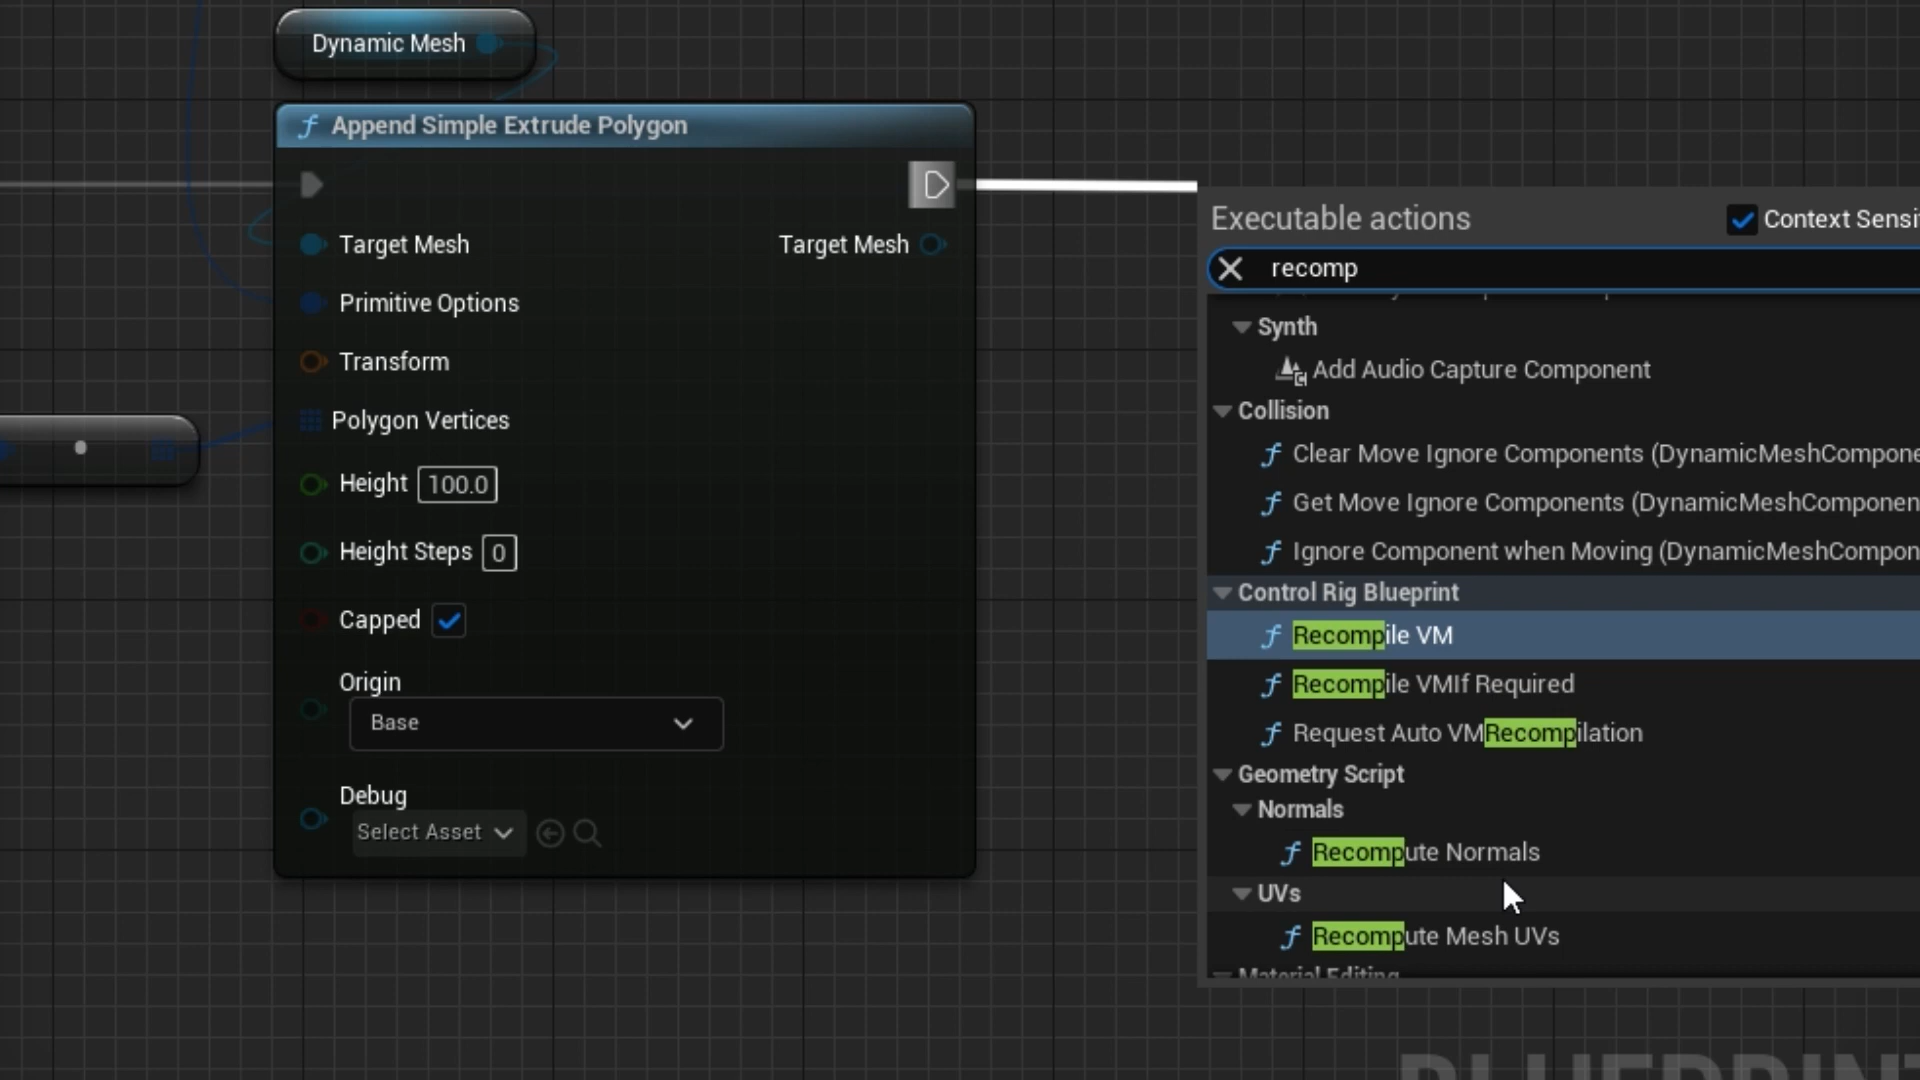 Dynamic Mesh
Append Simple Extrude Polygon
Target Mesh
Target Mesh
Primitive Options
Transform
Polygon Vertices
Height 100.0
Height Steps 0
Capped
Origin
Base
Debug
Select Asset
Executable actions
Context Sensi
recomp
Synth
Add Audio Capture Component
Collision
Clear Move Ignore Components (DynamicMeshCompone
Get Move Ignore Components (DynamicMeshComponen
Ignore Component when Moving (DynamicMeshCompon
Control Rig Blueprint
Recompile VM
Recompile VMIf Required
Request Auto VMRecompilation
Geometry Script
Normals
Recompute Normals
UVs
Recompute Mesh UVs
Material Editing
BLUEPRINT